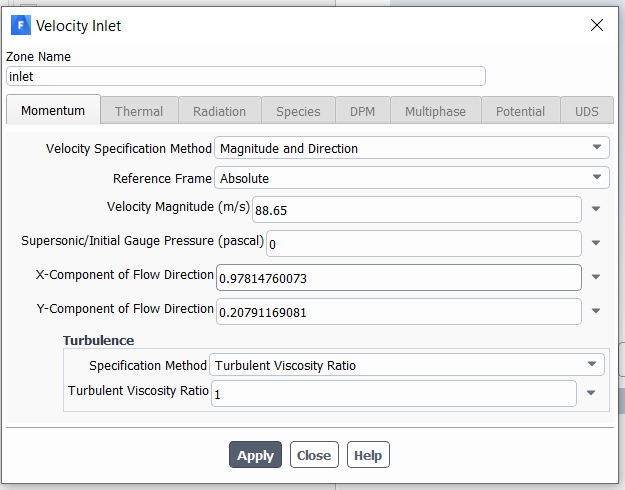 F Velocity Inlet
Zone Name
inlet
Momentum Thermal Radiation Species DPM Multiphase Potential UDS
Velocity Specification Method Magnitude and Direction
Reference Frame Absolute
Velocity Magnitude (m/s) 88.65
Supersonic/Initial Gauge Pressure (pascal) 0
X-Component of Flow Direction 0.97814760073
Y-Component of Flow Direction 0.20791169081
Turbulence
Specification Method Turbulent Viscosity Ratio
Turbulent Viscosity Ratio 1
Apply Close Help